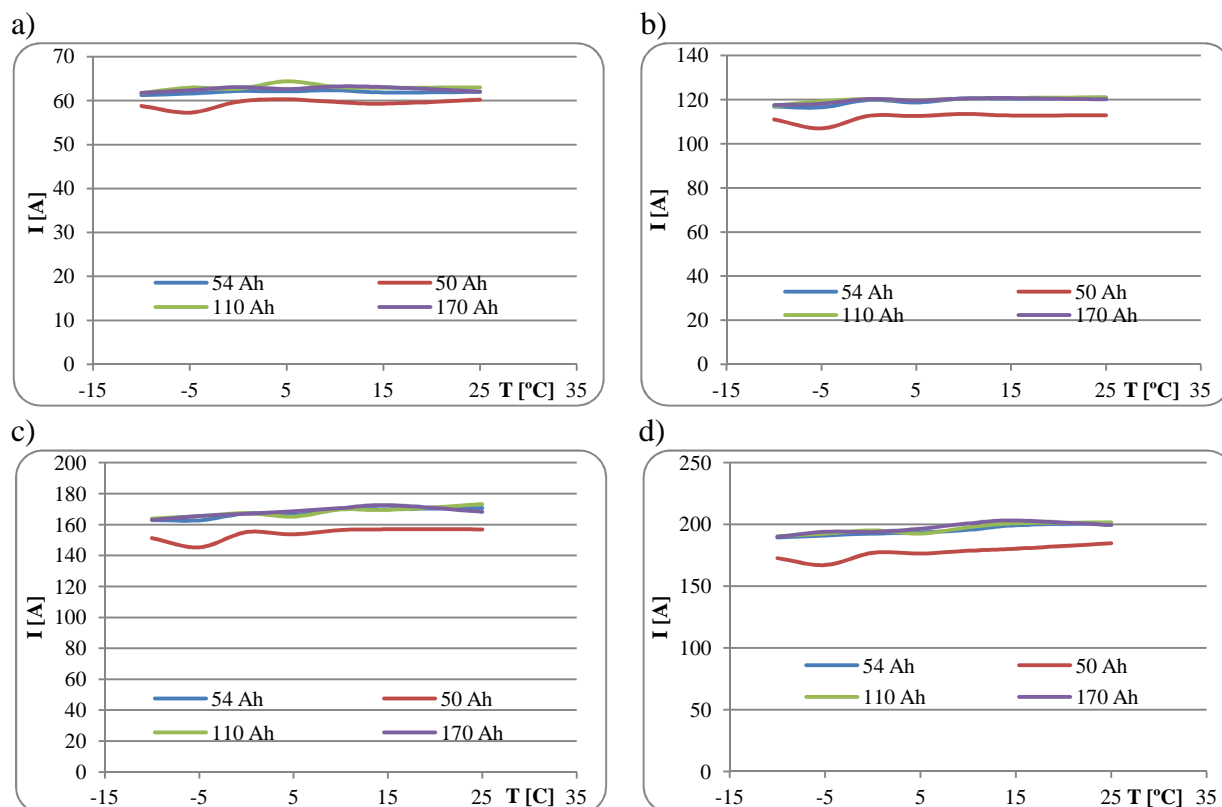 a)
70
60
50
40
30
20
10
0
I [A]
54 Ah 50 Ah
110 Ah 170 Ah
-15 -5 5 15 25 T [ºC] 35
b)
140
120
100
80
60
40
20
0
I [A]
54 Ah 50 Ah
110 Ah 170 Ah
-15 -5 5 15 25 T [ºC] 35
c)
200
180
160
140
120
100
80
60
40
20
0
I [A]
54 Ah 50 Ah
110 Ah 170 Ah
-15 -5 5 15 25 T [C] 35
d)
250
200
150
100
50
0
I [A]
54 Ah 50 Ah
110 Ah 170 Ah
-15 -5 5 15 25 T [ºC] 35